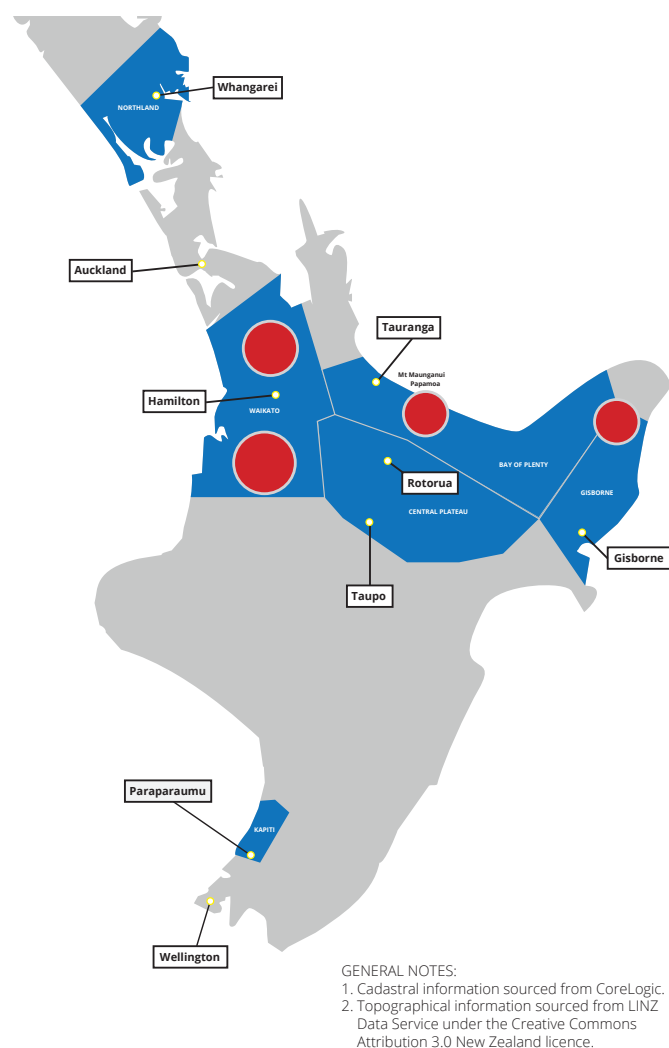 Whangarei
NORTHLAND
Auckland
Tauranga
Mt Maunganui
Papamoa
Hamilton
WAIKATO
BAY OF PLENTY
Rotorua
GISBORNE
CENTRAL PLATEAU
Gisborne
Taupo
Paraparaumu
KAPITI
Wellington
GENERAL NOTES:
1. Cadastral information sourced from CoreLogic.
2. Topographical information sourced from LINZ
Data Service under the Creative Commons
Attribution 3.0 New Zealand licence.